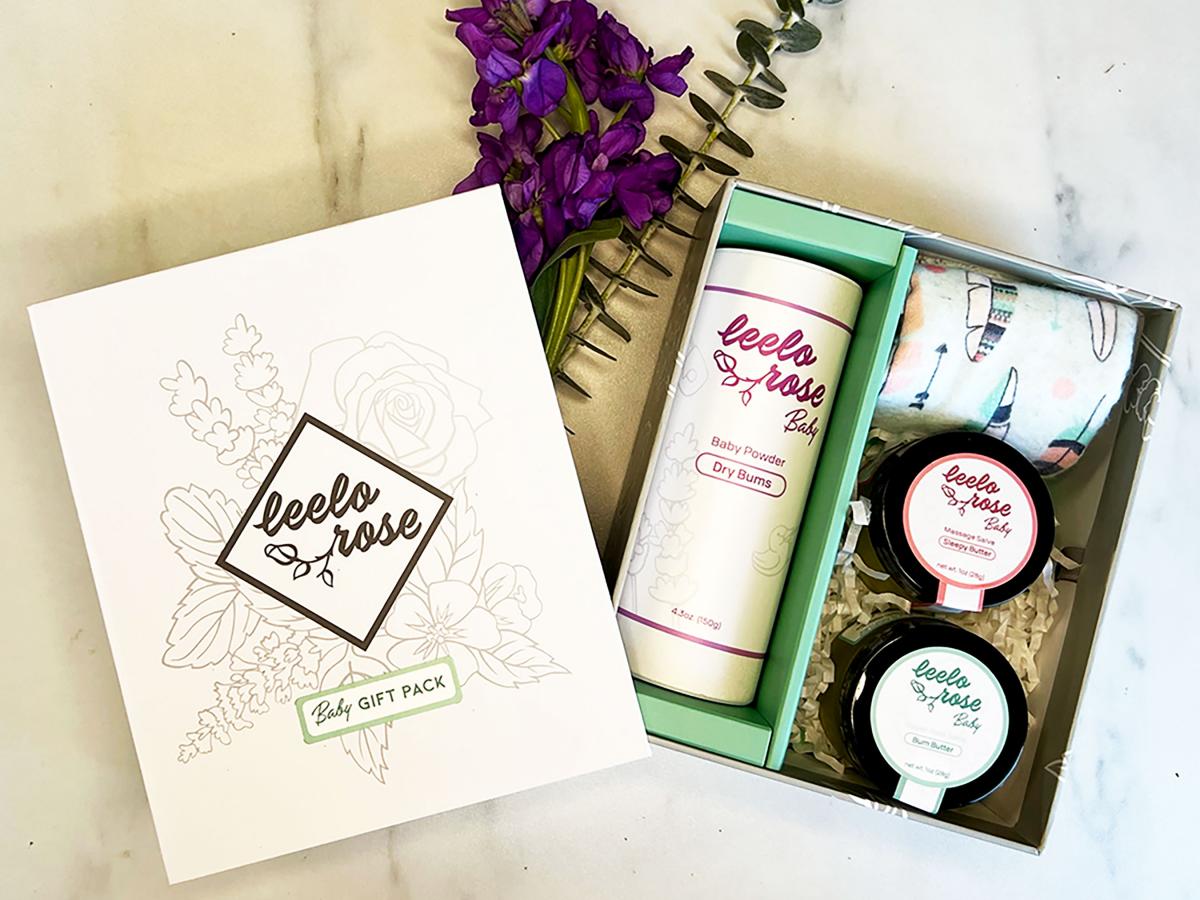 leelo
rose
Baby GIFT PACK
leelo
rose
Baby
Baby Powder
Dry Bums
4.3oz. (150g)
leelo
rose
Baby
Massage Salve
Sleepy Butter
net wt. 1oz (28g)
leelo
rose
Baby
Bum Butter
net wt. 1oz (28g)